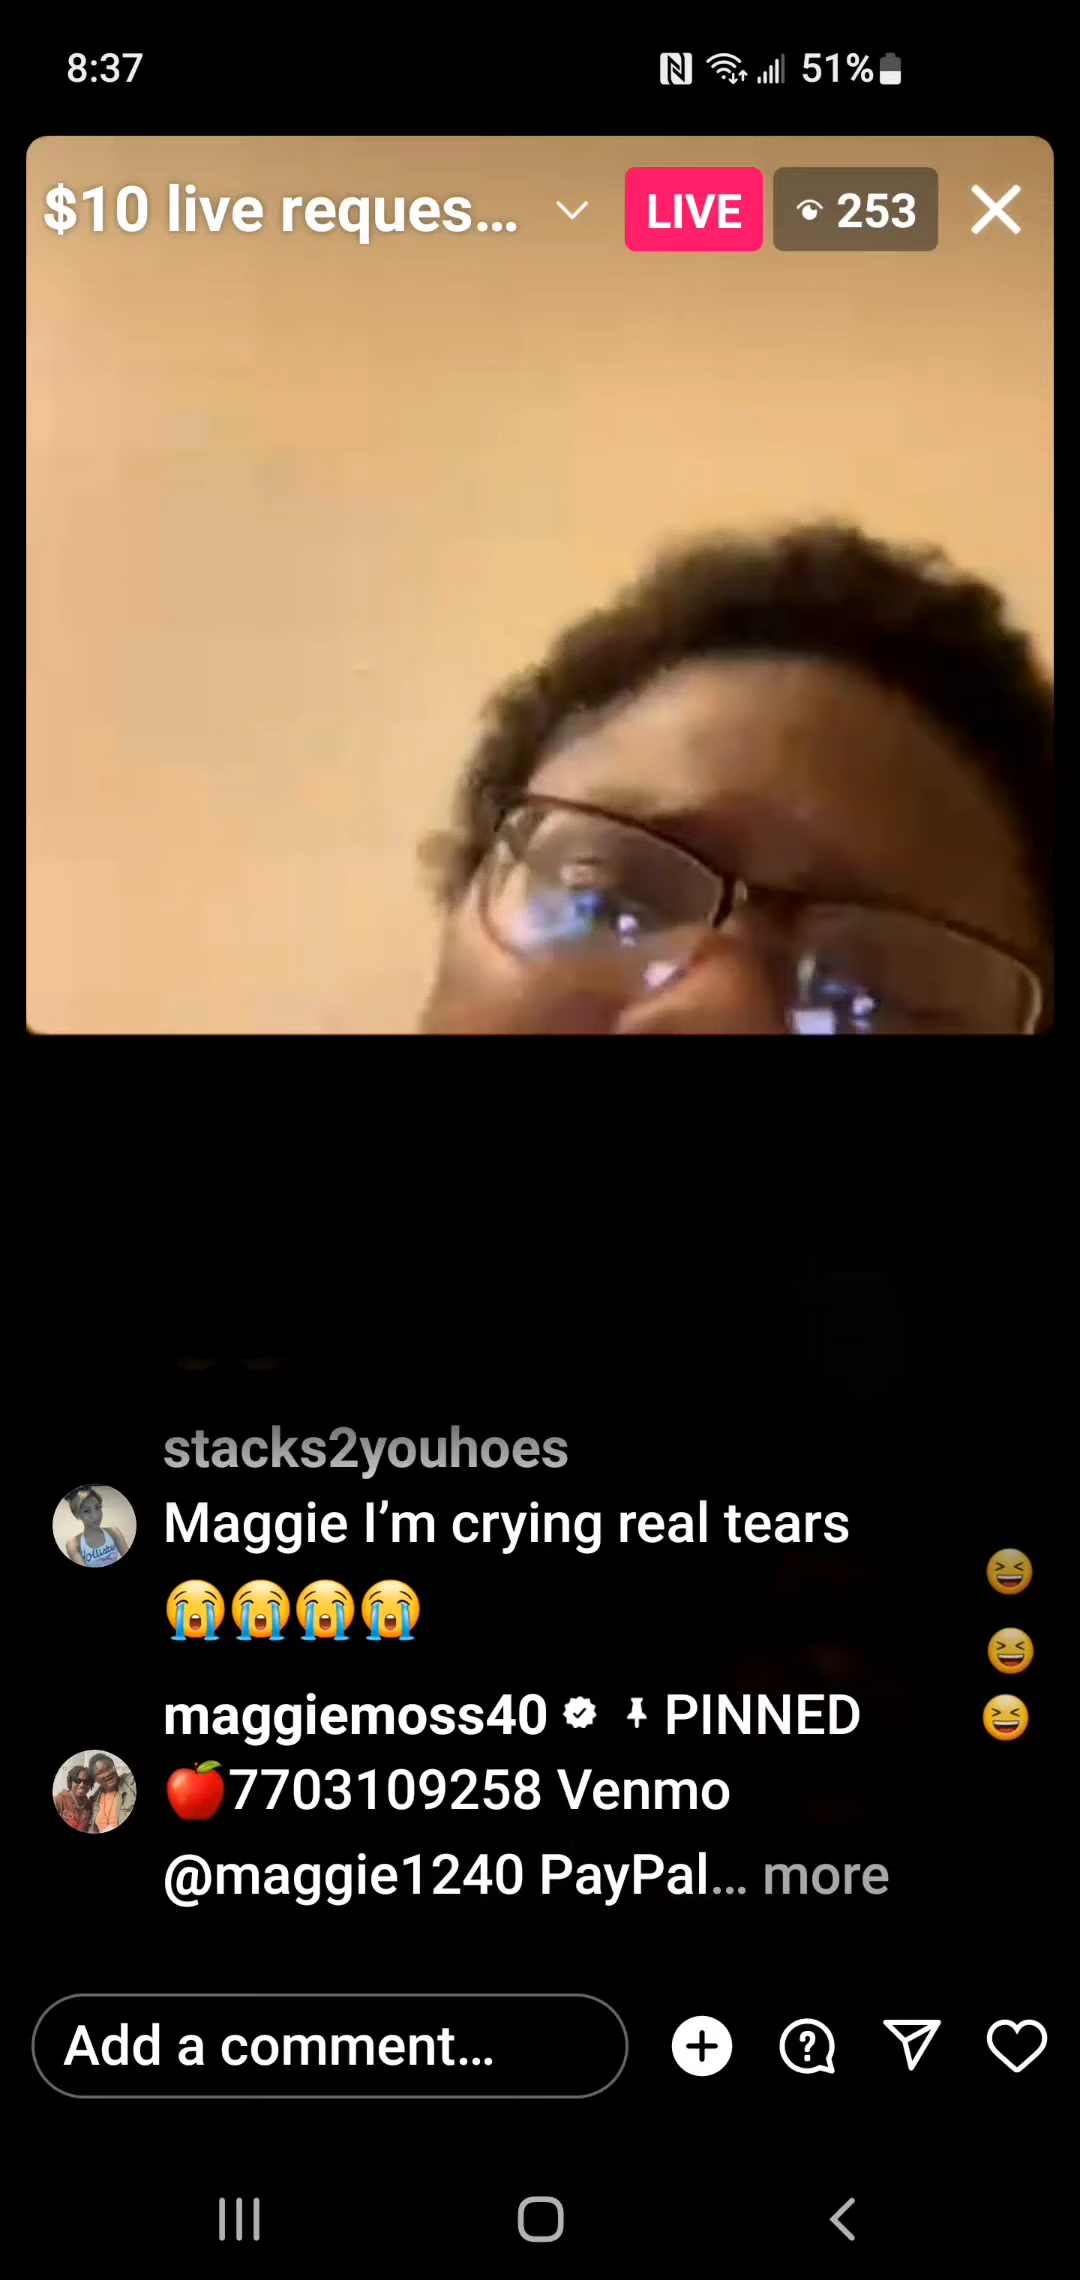 8:37 51%
$10 live reques... LIVE 253
stacks2youhoes
Maggie I’m crying real tears
😭😭😭😭
maggiemoss40 PINNED
🍎7703109258 Venmo
@maggie1240 PayPal... more
Add a comment...